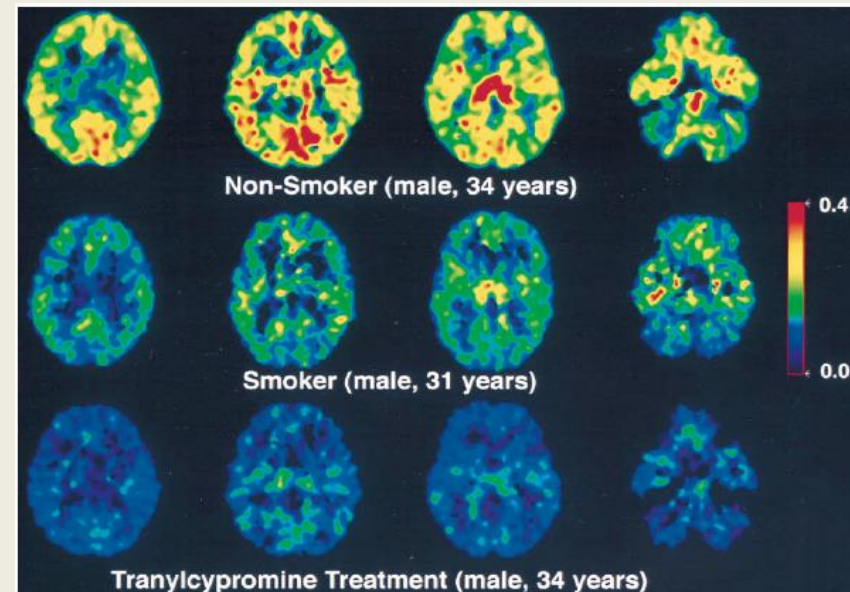 Non-Smoker (male, 34 years)
0.4
Smoker (male, 31 years)
0.0
Tranylcypromine Treatment (male, 34 years)